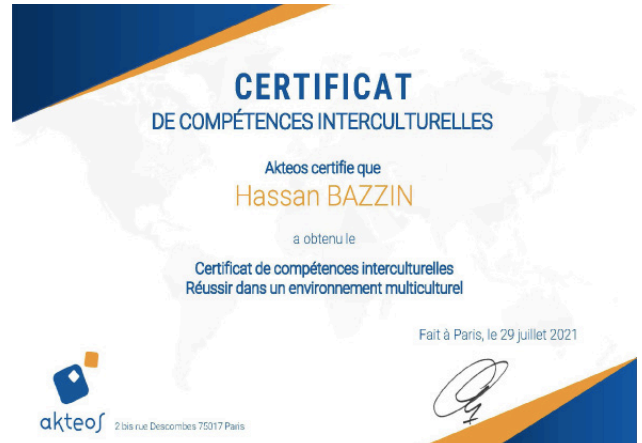 CERTIFICAT
DE COMPÉTENCES INTERCULTURELLES
Akteos certifie que
Hassan BAZZIN
a obtenu le
Certificat de compétences interculturelles
Réussir dans un environnement multiculturel
Fait à Paris, le 29 juillet 2021
akteos
2 bis rue Descombes 75017 Paris